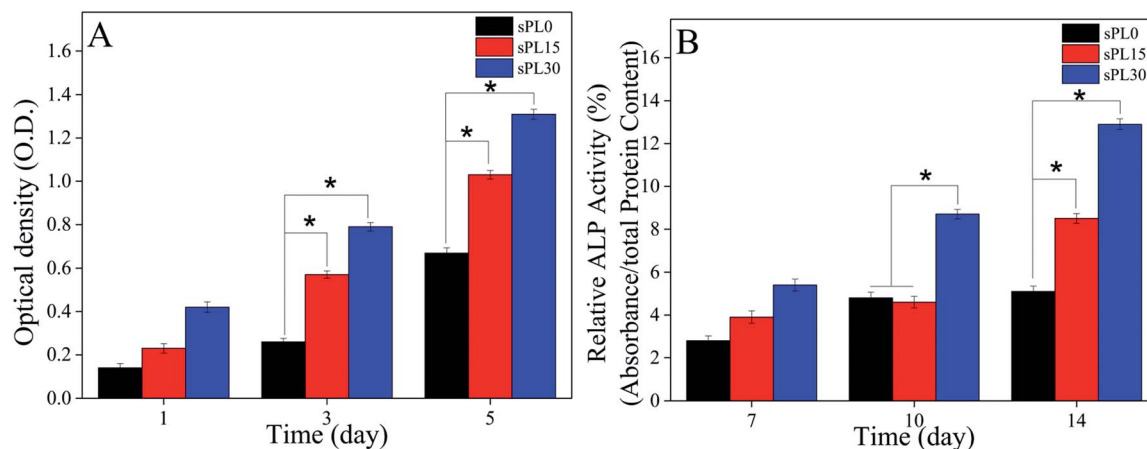 A
sPL0
sPL15
sPL30
Optical density (O.D.)
1.6
1.4
1.2
1.0
0.8
0.6
0.4
0.2
0.0
*
*
*
*
1
3
5
Time (day)
B
sPL0
sPL15
sPL30
Relative ALP Activity (%)
(Absorbance/total Protein Content)
16
14
12
10
8
6
4
2
0
*
*
*
7
10
14
Time (day)